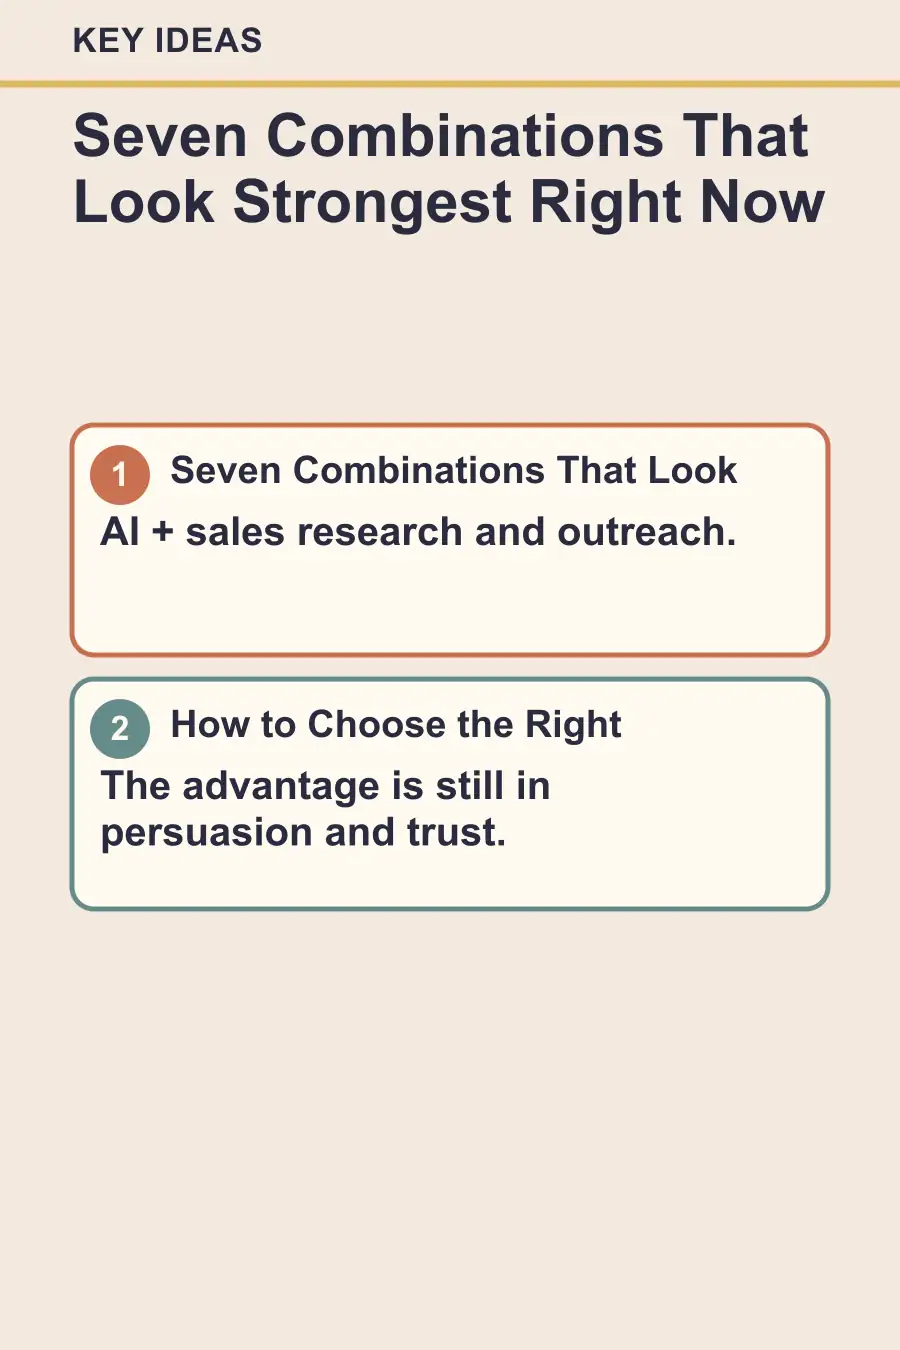 KEY IDEAS
Seven Combinations That
Look Strongest Right Now
1 Seven Combinations That Look
AI + sales research and outreach.
2 How to Choose the Right
The advantage is still in
persuasion and trust.